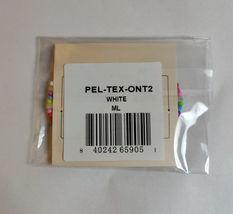 PEL-TEX-ONT2
WHITE
ML
8 40242 65905 1